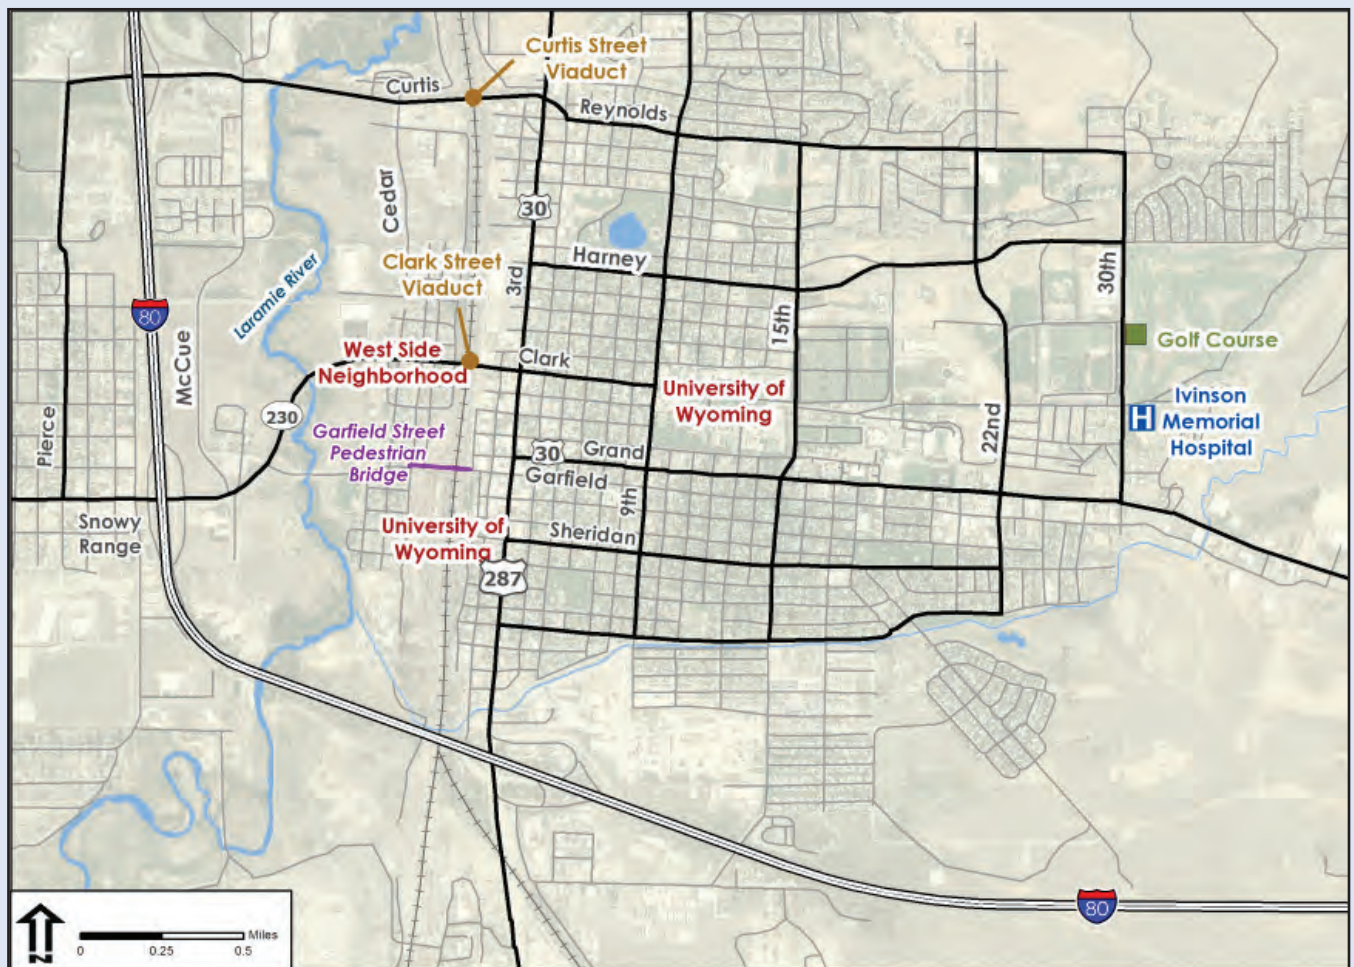 Curtis Street
Viaduct
Curtis
Reynolds
Cedar
30
Harney
Clark Street
Viaduct
3rd
30th
Laramie River
80
15th
McCue
West Side
Neighborhood
Clark
Golf Course
University of
Wyoming
Ivinson
Memorial
Hospital
H
230
Pierce
22nd
Garfield Street
Pedestrian
Bridge
30
Grand
Garfield
9th
Snowy
Range
University of
Wyoming
Sheridan
287
80
N
Miles
0 0.25 0.5